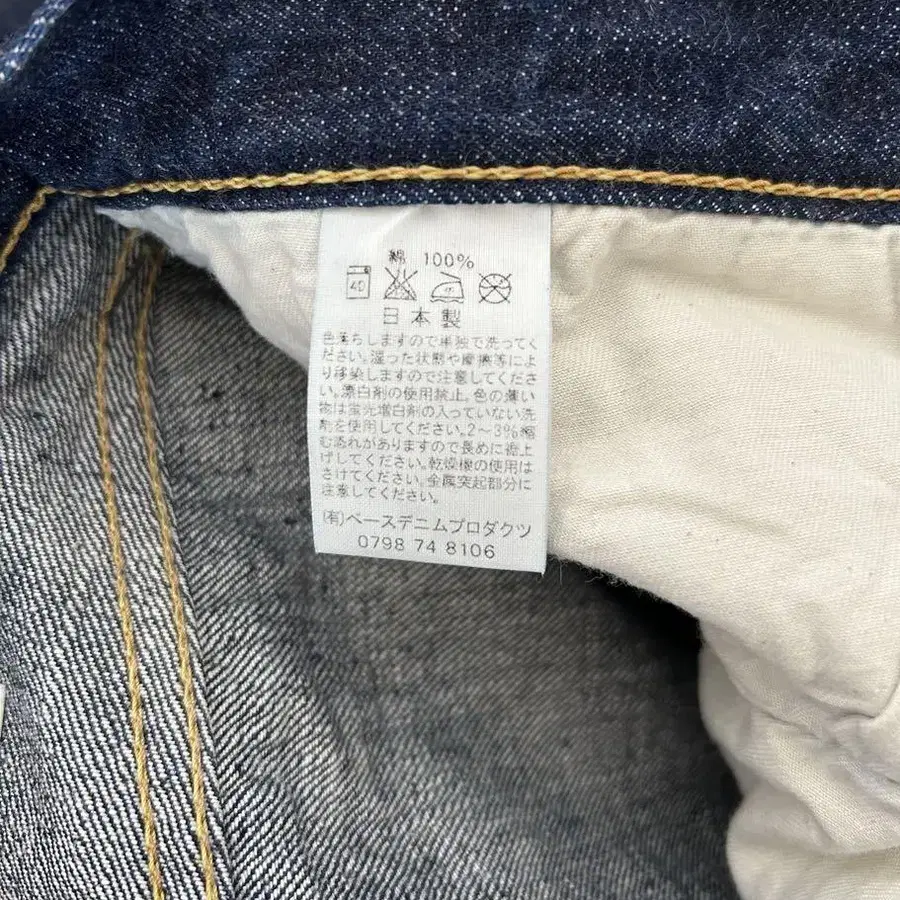 綿 100%
40
日本製
色落ちしますので単独で洗ってく
ださい。湿った状態や摩擦等によ
り移染しますので注意してくださ
い。漂白剤の使用禁止。色の薄い
物は蛍光増白剤の入っていない洗
剤を使用してください。2～3%縮
む恐れがありますので長めに裾上
げしてください。乾燥機の使用は
さけてください。金属突起部分に
注意してください。
(有)ベースデニムプロダクツ
0798 74 8106